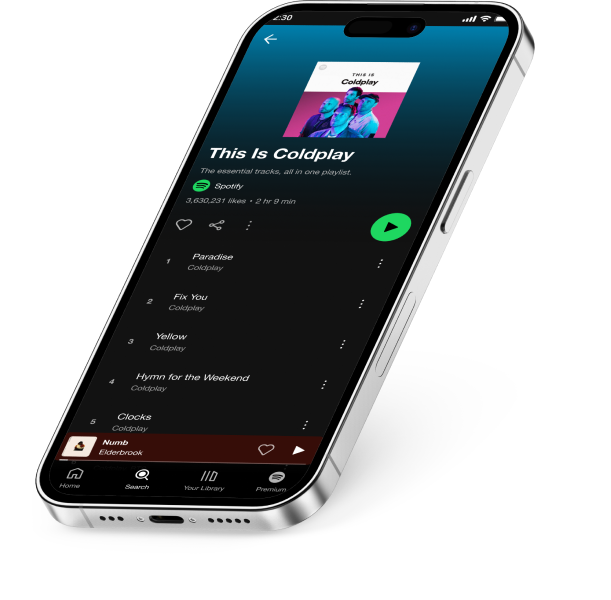 2:30
THIS IS
Coldplay
This Is Coldplay
The essential tracks, all in one playlist.
Spotify
3,630,231 likes • 2 hr 9 min
1 Paradise
Coldplay
2 Fix You
Coldplay
3 Yellow
Coldplay
4 Hymn for the Weekend
Coldplay
5 Clocks
Coldplay
Numb
Elderbrook
Home Search Your Library Premium